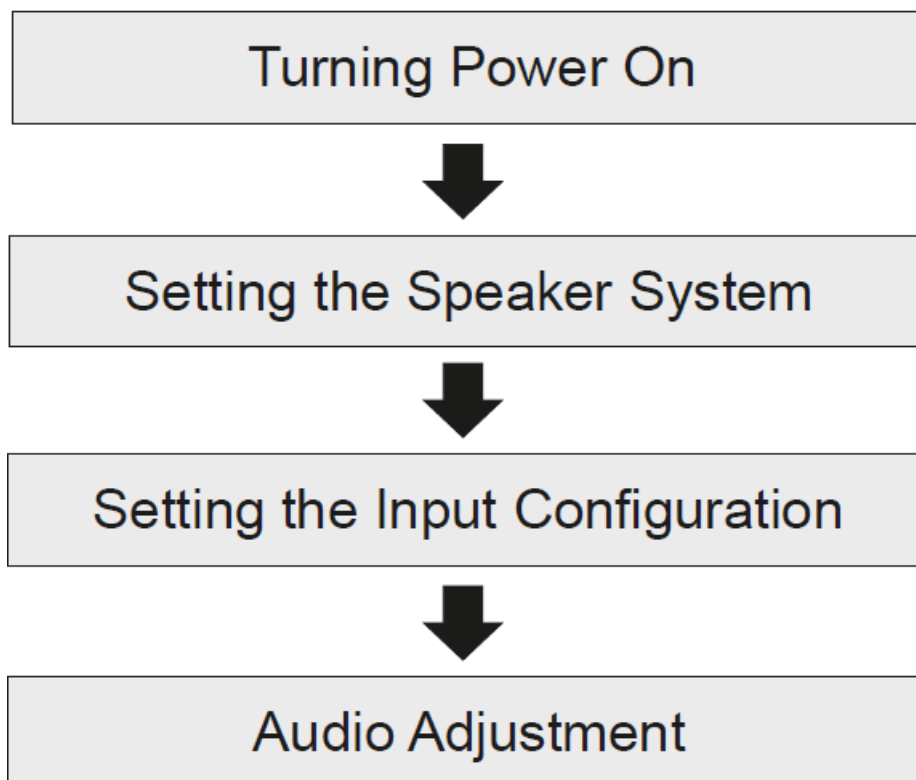 Turning Power On
Setting the Speaker System
Setting the Input Configuration
Audio Adjustment